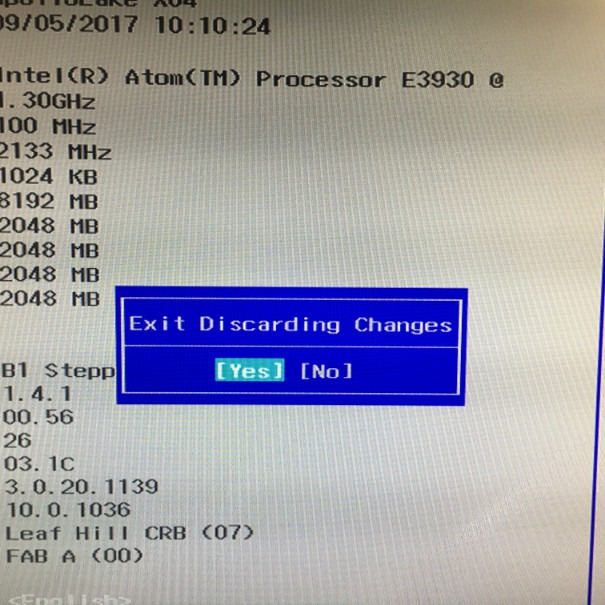 09/05/2017 10:10:24
Intel(R) Atom(TM) Processor E3930 @
1.30GHz
100 MHz
2133 MHz
1024 KB
8192 MB
2048 MB
2048 MB
2048 MB
2048 MB
Exit Discarding Changes
[Yes] [No]
B1 Stepp
1.4.1
00.56
26
03.1C
3.0.20.1139
10.0.1036
Leaf Hill CRB (07)
FAB A (00)
<English>